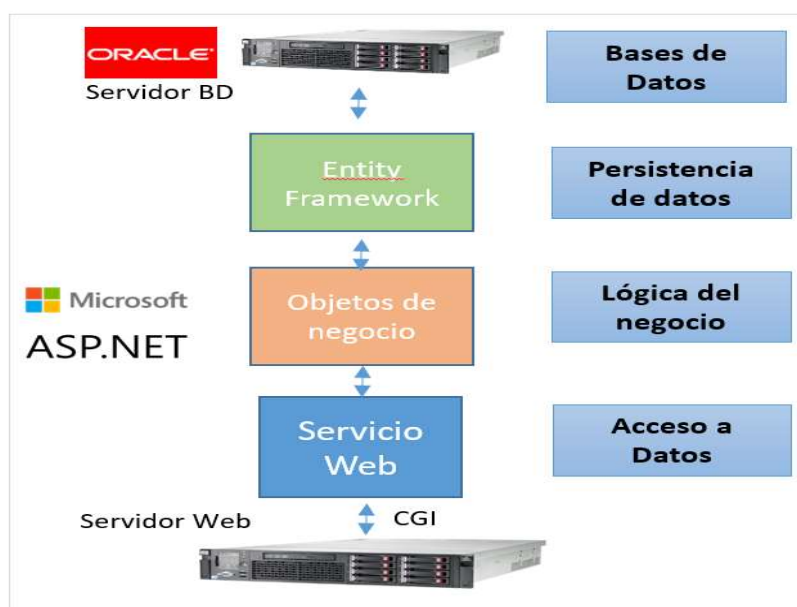 ORACLE
Servidor BD
Bases de
Datos
Entity
Framework
Persistencia
de datos
Microsoft
ASP.NET
Objetos de
negocio
Lógica del
negocio
Servicio
Web
Acceso a
Datos
Servidor Web
CGI